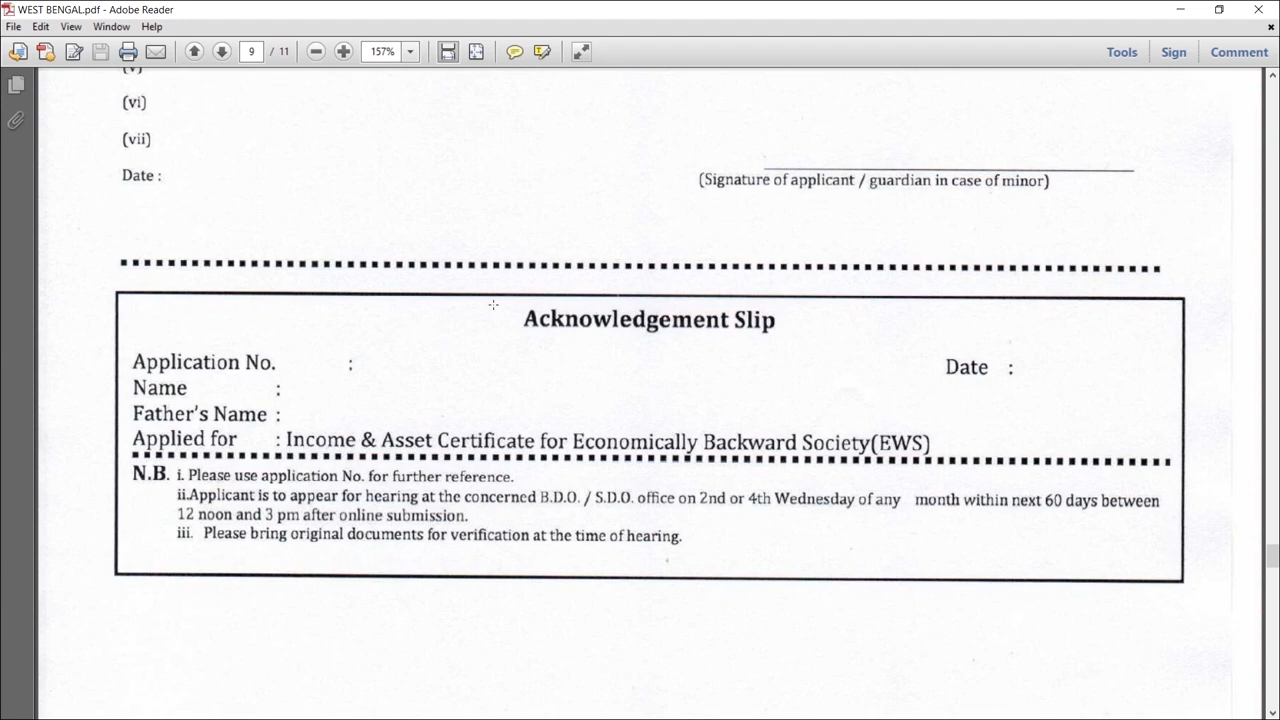 WEST BENGAL.pdf - Adobe Reader
File Edit View Window Help
9 / 11 157% Tools Sign Comment
(v)
(vi)
(vii)
Date :
(Signature of applicant / guardian in case of minor)
Acknowledgement Slip
Application No. : Date :
Name :
Father's Name :
Applied for : Income & Asset Certificate for Economically Backward Society(EWS)
N.B. i. Please use application No. for further reference.
ii.Applicant is to appear for hearing at the concerned B.D.O. / S.D.O. office on 2nd or 4th Wednesday of any month within next 60 days between
12 noon and 3 pm after online submission.
iii. Please bring original documents for verification at the time of hearing.